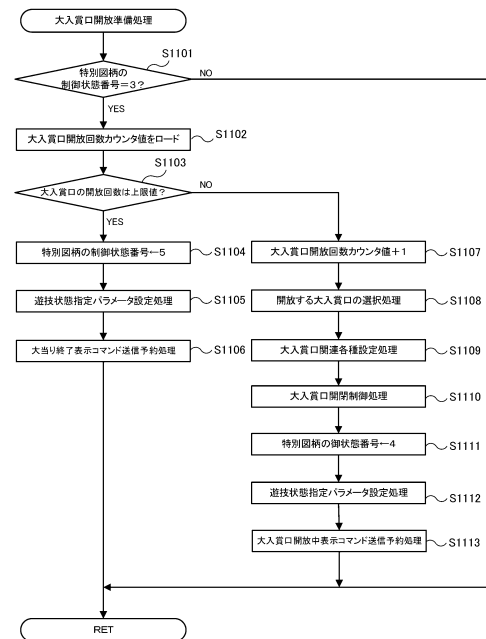 大入賞口開放準備処理
S1101
特別図柄の
制御状態番号=3?
NO
YES
大入賞口開放回数カウンタ値をロード
S1102
S1103
大入賞口の開放回数は上限値?
NO
YES
特別図柄の制御状態番号←5
S1104
遊技状態指定パラメータ設定処理
S1105
大当り終了表示コマンド送信予約処理
S1106
大入賞口開放回数カウンタ値+1
S1107
開放する大入賞口の選択処理
S1108
大入賞口関連各種設定処理
S1109
大入賞口開閉制御処理
S1110
特別図柄の御状態番号←4
S1111
遊技状態指定パラメータ設定処理
S1112
大入賞口開放中表示コマンド送信予約処理
S1113
RET